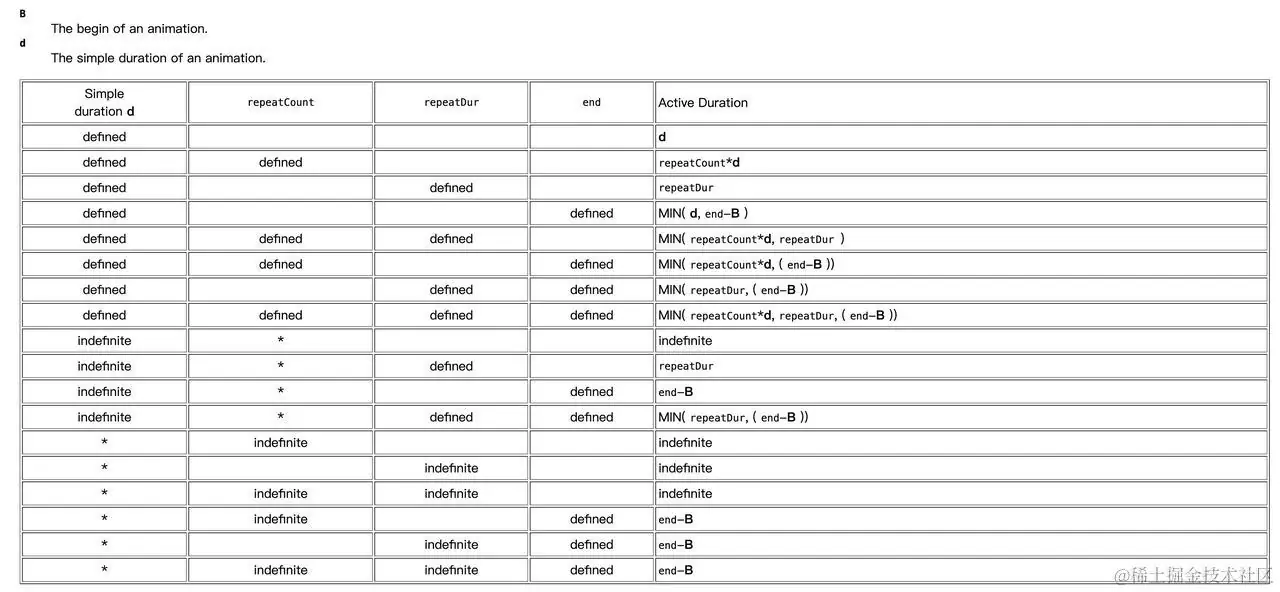 B
The begin of an animation.
d
The simple duration of an animation.
Simple
duration d repeatCount repeatDur end Active Duration
defined d
defined defined repeatCount*d
defined defined repeatDur
defined defined MIN( d, end-B )
defined defined defined MIN( repeatCount*d, repeatDur )
defined defined defined MIN( repeatCount*d, ( end-B ))
defined defined defined MIN( repeatDur, ( end-B ))
defined defined defined defined MIN( repeatCount*d, repeatDur, ( end-B ))
indefinite * indefinite
indefinite * defined repeatDur
indefinite * defined end-B
indefinite * defined defined MIN( repeatDur, ( end-B ))
* indefinite indefinite
* indefinite indefinite
* indefinite indefinite indefinite
* indefinite defined end-B
* indefinite defined end-B
* indefinite indefinite defined end-B
@稀土掘金技术社区